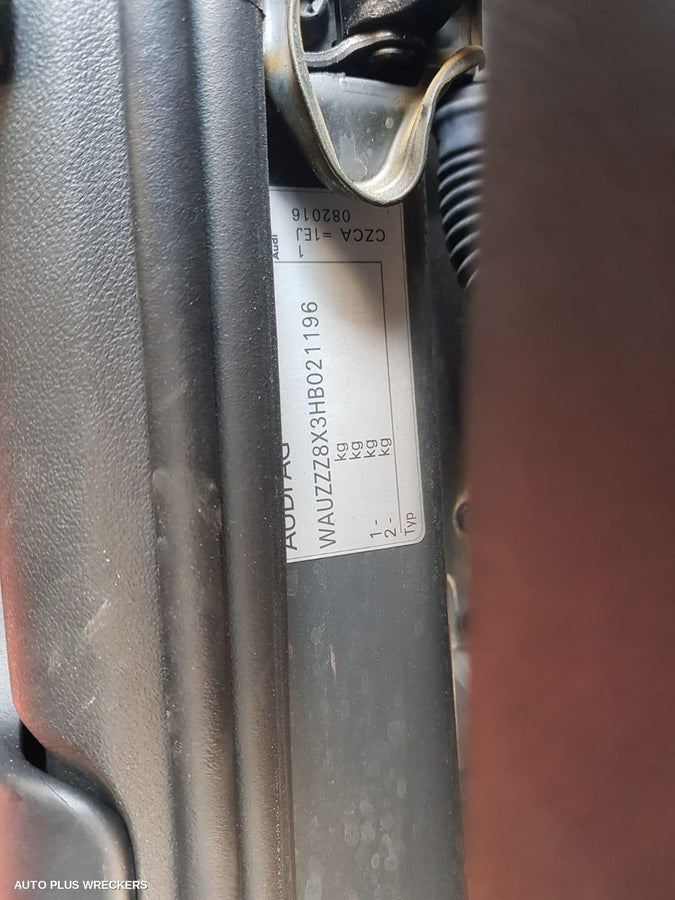 AUDI AG
WAUZZZ8X3HB021196
kg
kg
kg
kg
1 -
2 -
Typ
Audi
1
CZCA =1EJ
082016
AUTO PLUS WRECKERS